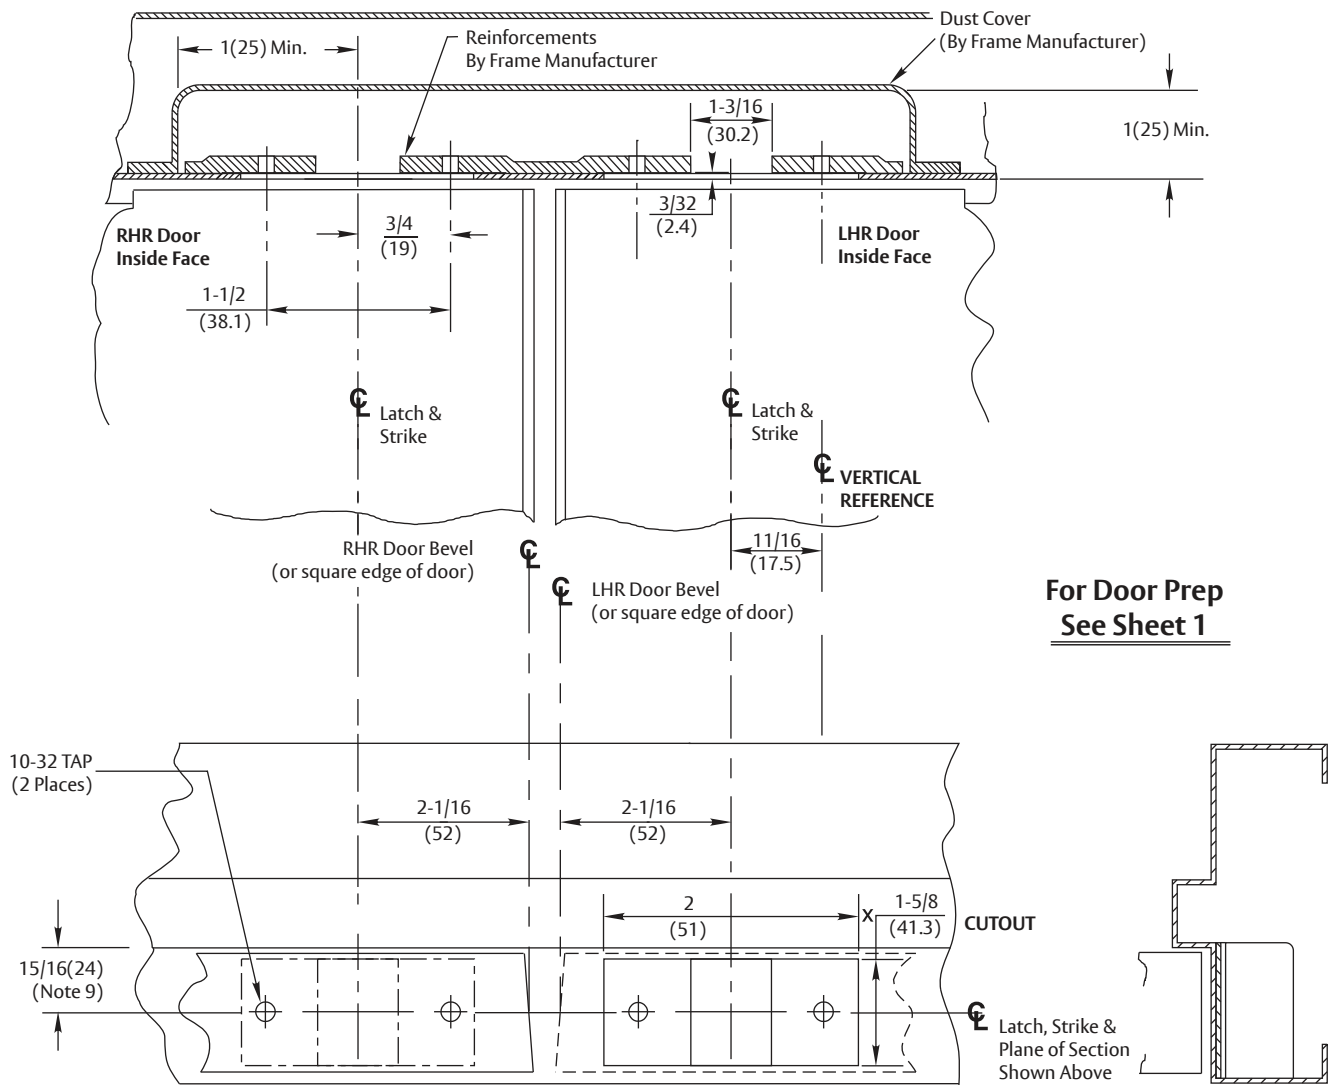 Dust Cover
(By Frame Manufacturer)
Reinforcements
By Frame Manufacturer
1(25) Min.
1-3/16
(30.2)
1(25) Min.
3/32
(2.4)
3/4
(19)
RHR Door
Inside Face
LHR Door
Inside Face
1-1/2
(38.1)
℄ Latch &
Strike
℄ Latch &
Strike
℄ VERTICAL
REFERENCE
11/16
(17.5)
RHR Door Bevel ℄
(or square edge of door)
℄ LHR Door Bevel
(or square edge of door)
For Door Prep
See Sheet 1
10-32 TAP
(2 Places)
2-1/16
(52)
2-1/16
(52)
2
(51)
X 1-5/8
(41.3)
CUTOUT
15/16(24)
(Note 9)
℄ Latch, Strike &
Plane of Section
Shown Above